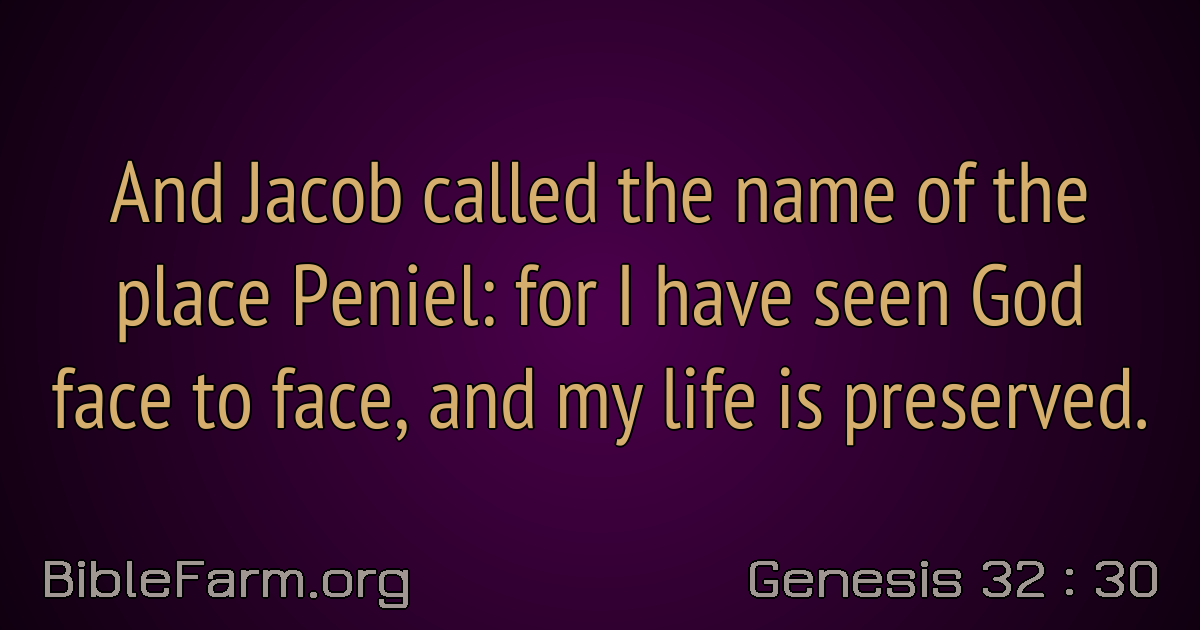 And Jacob called the name of the
place Peniel: for I have seen God
face to face, and my life is preserved.
BibleFarm.org
Genesis 32 : 30